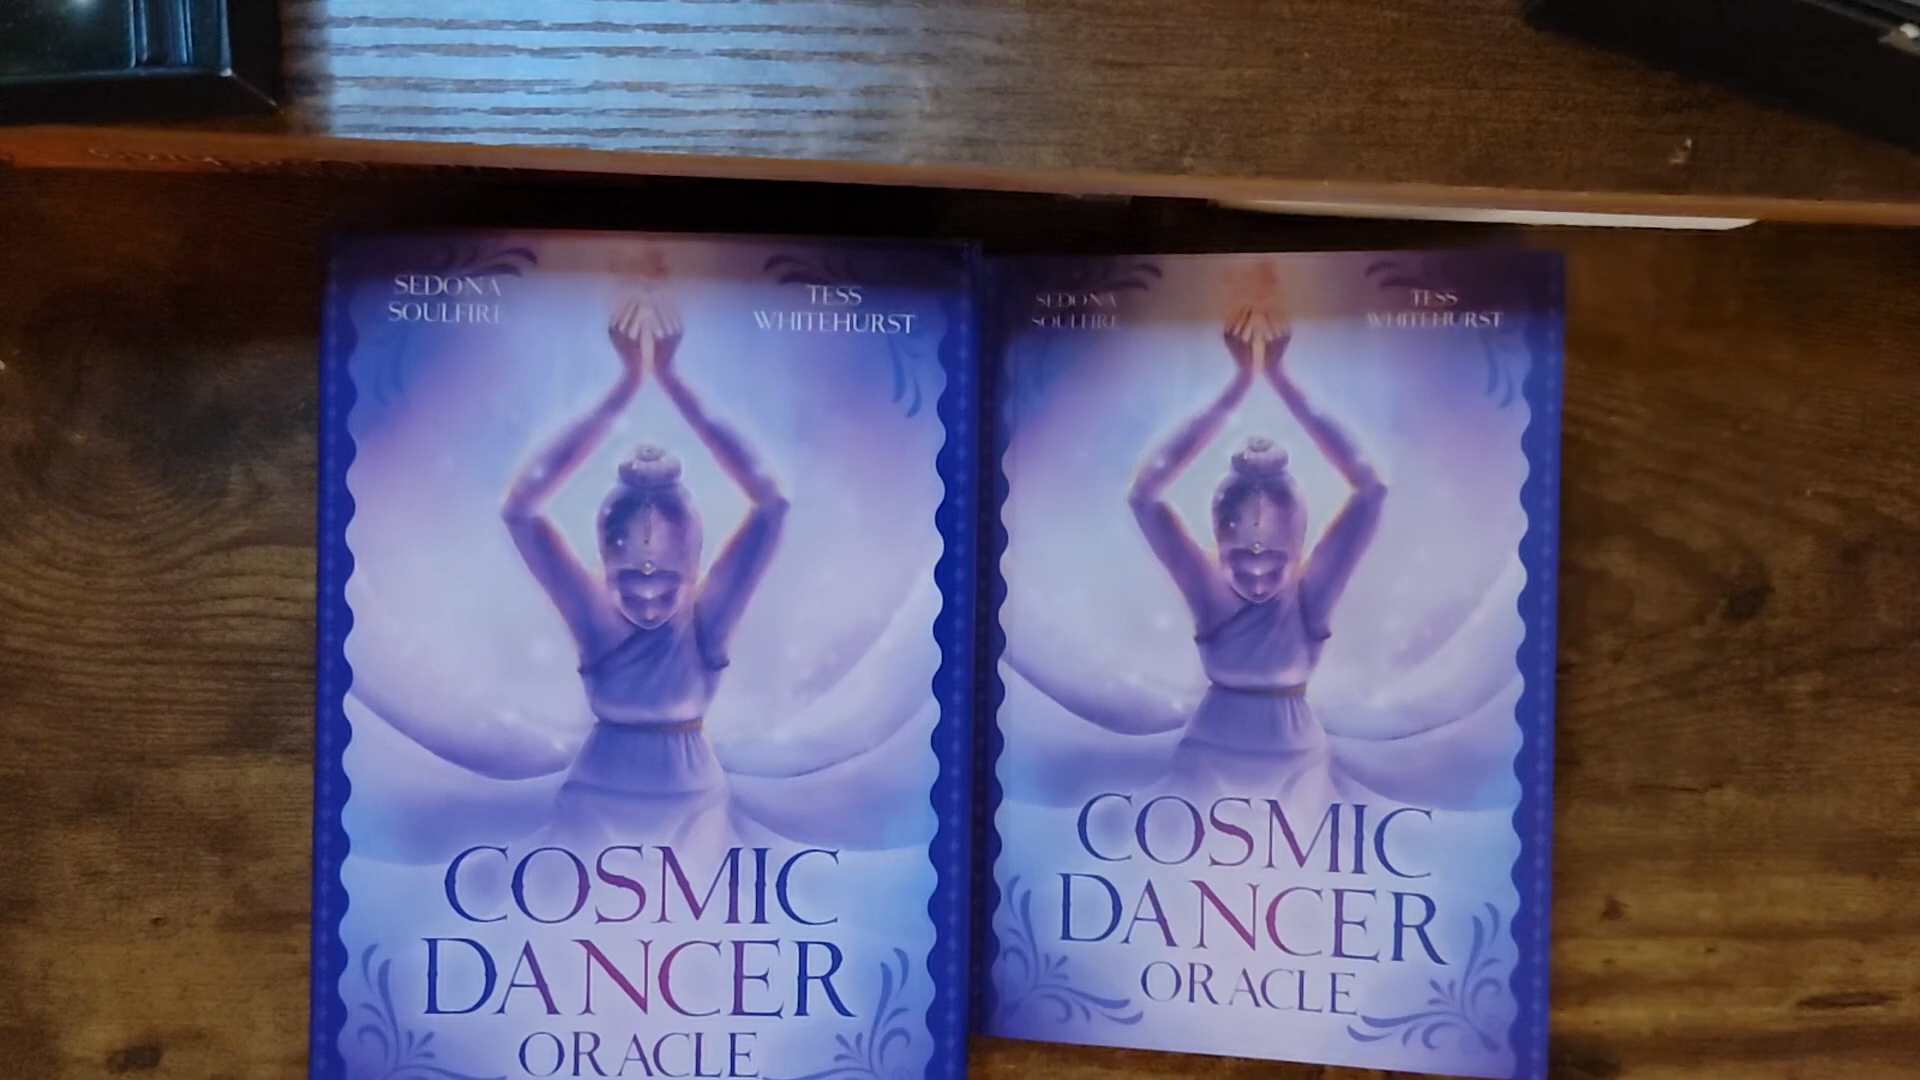 SEDONA
SOULFIRE
TESS
WHITEHURST
COSMIC
DANCER
ORACLE
SEDONA
SOULFIRE
TESS
WHITEHURST
COSMIC
DANCER
ORACLE